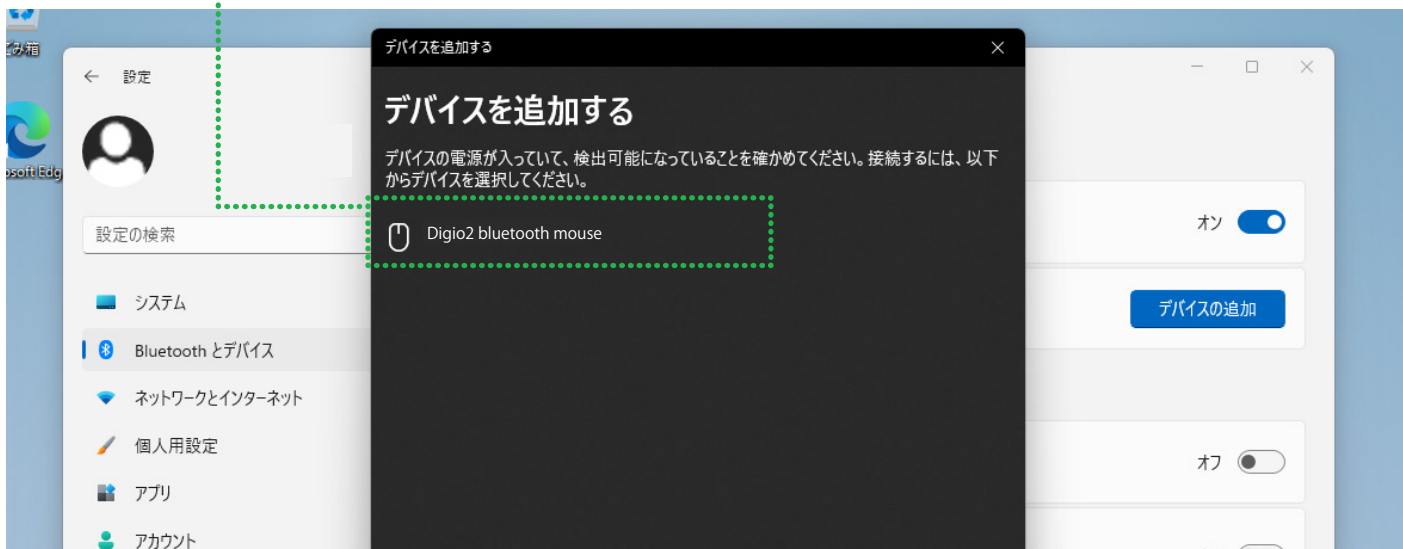 ごみ箱
デバイスを追加する
設定
デバイスを追加する
デバイスの電源が入っていて、検出可能になっていることを確かめてください。接続するには、以下
からデバイスを選択してください。
osoft Edg
設定の検索
Digio2 bluetooth mouse
オン
システム
デバイスの追加
Bluetooth とデバイス
ネットワークとインターネット
個人用設定
オフ
アプリ
アカウント